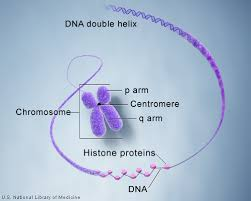 DNA double helix
p arm
Chromosome
Centromere
q arm
Histone proteins
DNA
U.S. National Library of Medicine